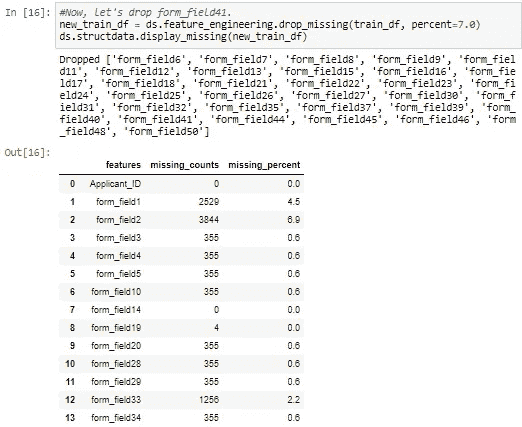 In [16]: #Now, let's drop form_field41.
new_train_df = ds.feature_engineering.drop_missing(train_df, percent=7.0)
ds.structdata.display_missing(new_train_df)
Dropped ['form_field6', 'form_field7', 'form_field8', 'form_field9', 'form_fiel
d11', 'form_field12', 'form_field13', 'form_field15', 'form_field16', 'form_fie
ld17', 'form_field18', 'form_field21', 'form_field22', 'form_field23', 'form_fi
eld24', 'form_field25', 'form_field26', 'form_field27', 'form_field30', 'form_f
ield31', 'form_field32', 'form_field35', 'form_field37', 'form_field39', 'form_
field40', 'form_field41', 'form_field44', 'form_field45', 'form_field46', 'form
_field48', 'form_field50']
Out[16]:
features missing_counts missing_percent
0 Applicant_ID 0 0.0
1 form_field1 2529 4.5
2 form_field2 3844 6.9
3 form_field3 355 0.6
4 form_field4 355 0.6
5 form_field5 355 0.6
6 form_field10 355 0.6
7 form_field14 0 0.0
8 form_field19 4 0.0
9 form_field20 355 0.6
10 form_field28 355 0.6
11 form_field29 355 0.6
12 form_field33 1256 2.2
13 form_field34 355 0.6